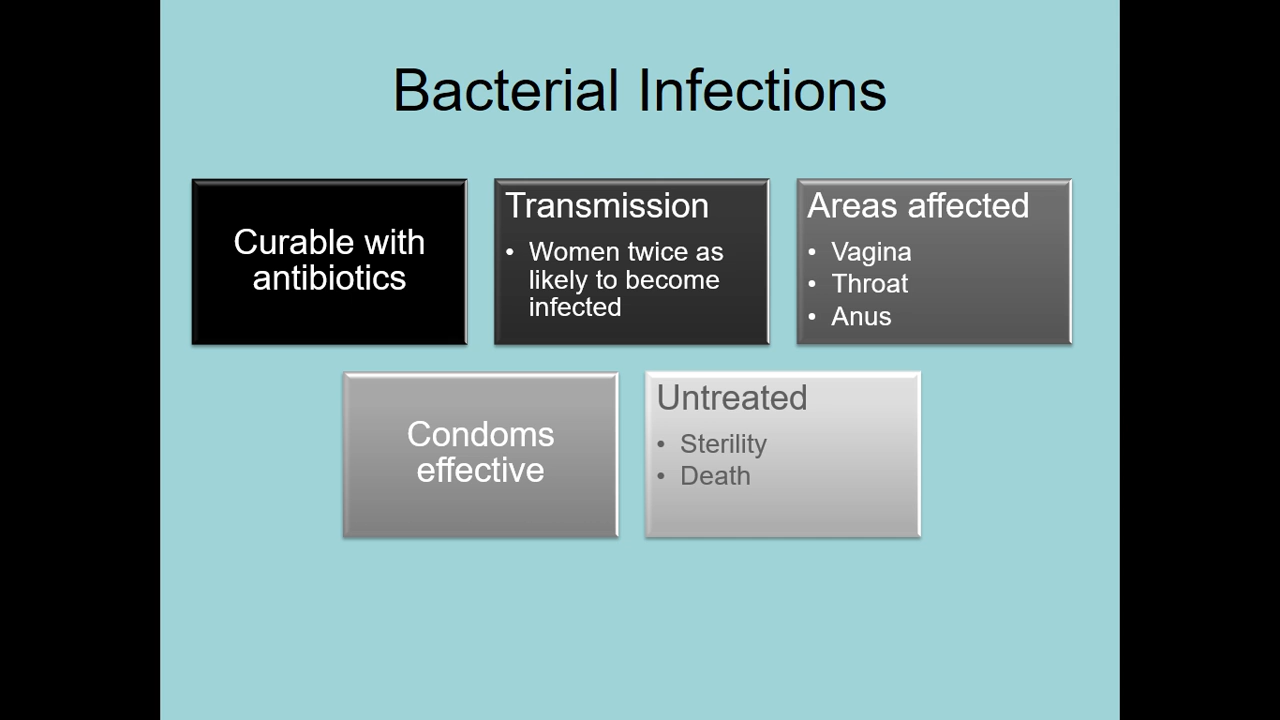 Bacterial Infections
Curable with
antibiotics
Transmission
• Women twice as
likely to become
infected
Areas affected
• Vagina
• Throat
• Anus
Condoms
effective
Untreated
• Sterility
• Death